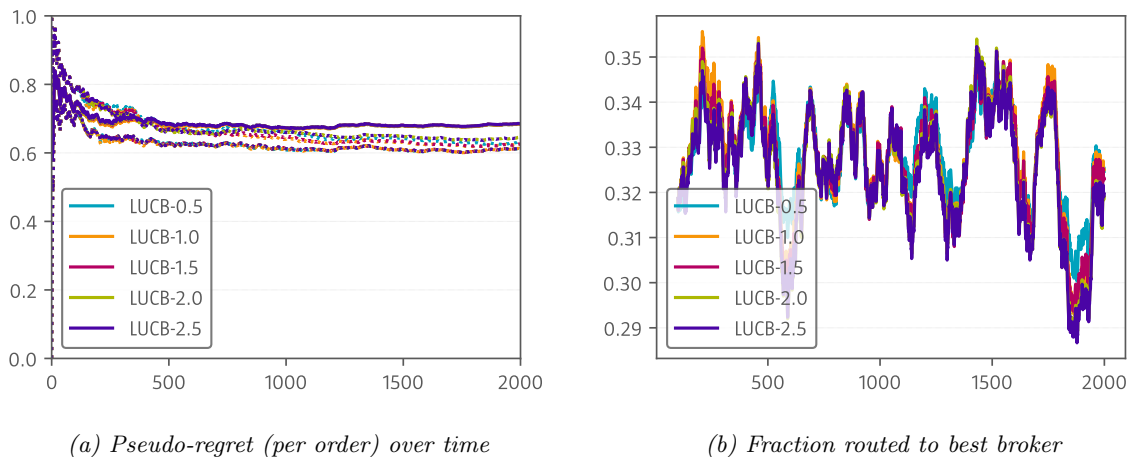 1.0
0.8
0.6
0.4
0.2
0.0
0 500 1000 1500 2000
LUCB-0.5
LUCB-1.0
LUCB-1.5
LUCB-2.0
LUCB-2.5
(a) Pseudo-regret (per order) over time
0.35
0.34
0.33
0.32
0.31
0.30
0.29
500 1000 1500 2000
LUCB-0.5
LUCB-1.0
LUCB-1.5
LUCB-2.0
LUCB-2.5
(b) Fraction routed to best broker